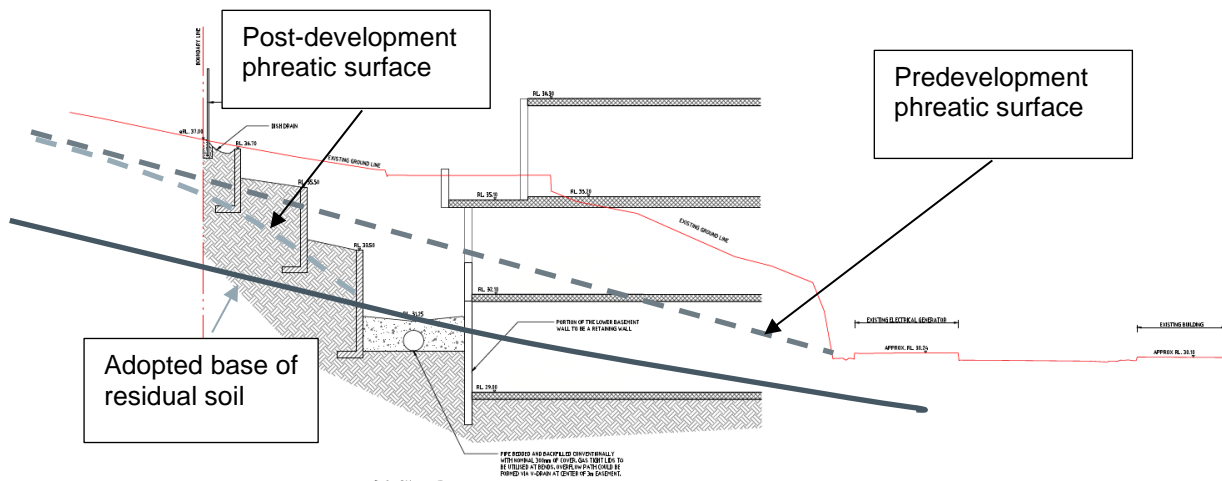 Post-development
phreatic surface
Predevelopment
phreatic surface
BOUNDARY LINE
RL. 37.00
DISH DRAIN
RL. 36.70
EXISTING GROUND LINE
RL. 38.30
RL. 35.50
RL. 35.10
RL. 35.20
EXISTING GROUND LINE
RL. 33.50
RL. 32.10
RL. 31.25
PORTION OF THE LOWER BASEMENT
WALL TO BE A RETAINING WALL
EXISTING ELECTRICAL GENERATOR
EXISTING BUILDING
APPROX. RL. 30.24
APPROX. RL. 30.18
Adopted base of
residual soil
RL. 29.00
PIPE BEDDED AND BACKFILLED CONVENTIONALLY
WITH NOMINAL 300mm OF COVER. GAS TIGHT LIDS TO
BE UTILISED AT BENDS. OVERFLOW PATH COULD BE
FORMED VIA V-DRAIN AT CENTER OF 3m EASEMENT.